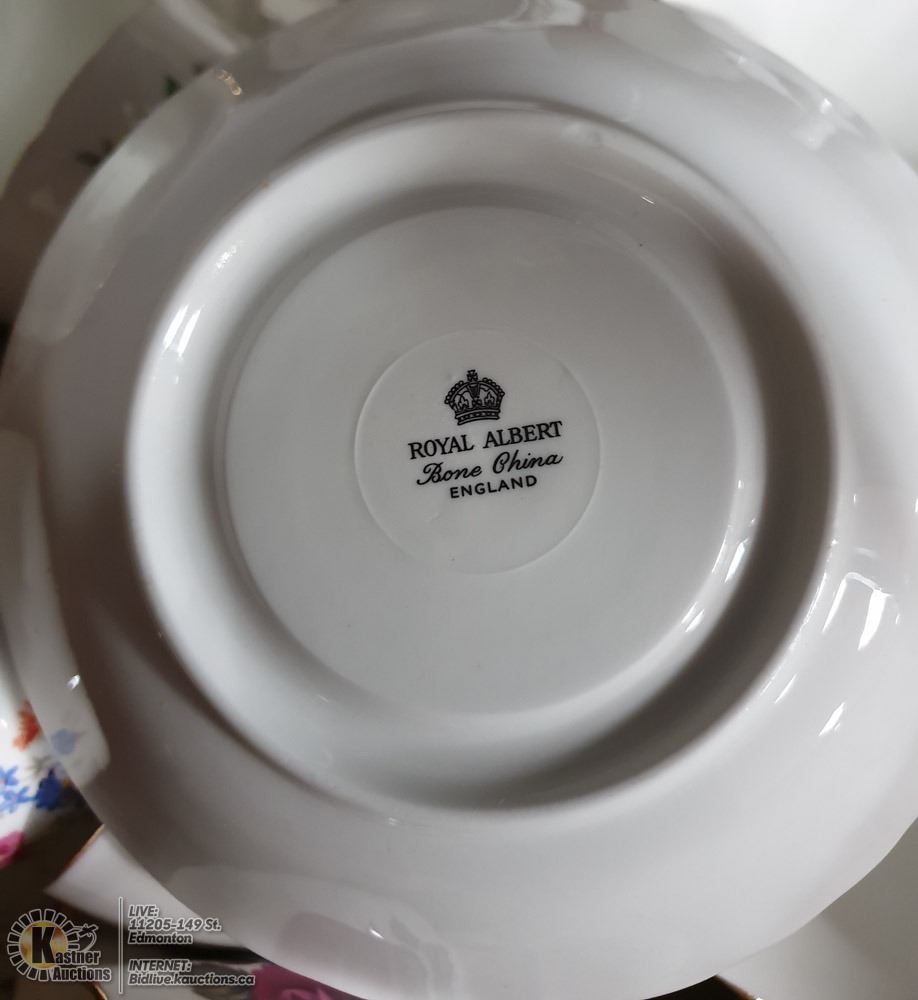 ROYAL ALBERT
Bone China
ENGLAND
Kastner
Auctions
LIVE:
11205-149 St.
Edmonton
INTERNET:
Bidlive.kauctions.ca